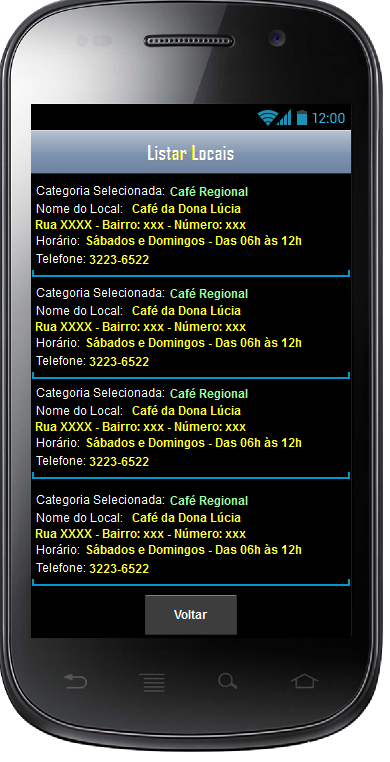 12:00
Listar Locais
Categoria Selecionada: Café Regional
Nome do Local: Café da Dona Lúcia
Rua XXXX - Bairro: xxx - Número: xxx
Horário: Sábados e Domingos - Das 06h às 12h
Telefone: 3223-6522
Categoria Selecionada: Café Regional
Nome do Local: Café da Dona Lúcia
Rua XXXX - Bairro: xxx - Número: xxx
Horário: Sábados e Domingos - Das 06h às 12h
Telefone: 3223-6522
Categoria Selecionada: Café Regional
Nome do Local: Café da Dona Lúcia
Rua XXXX - Bairro: xxx - Número: xxx
Horário: Sábados e Domingos - Das 06h às 12h
Telefone: 3223-6522
Categoria Selecionada: Café Regional
Nome do Local: Café da Dona Lúcia
Rua XXXX - Bairro: xxx - Número: xxx
Horário: Sábados e Domingos - Das 06h às 12h
Telefone: 3223-6522
Voltar